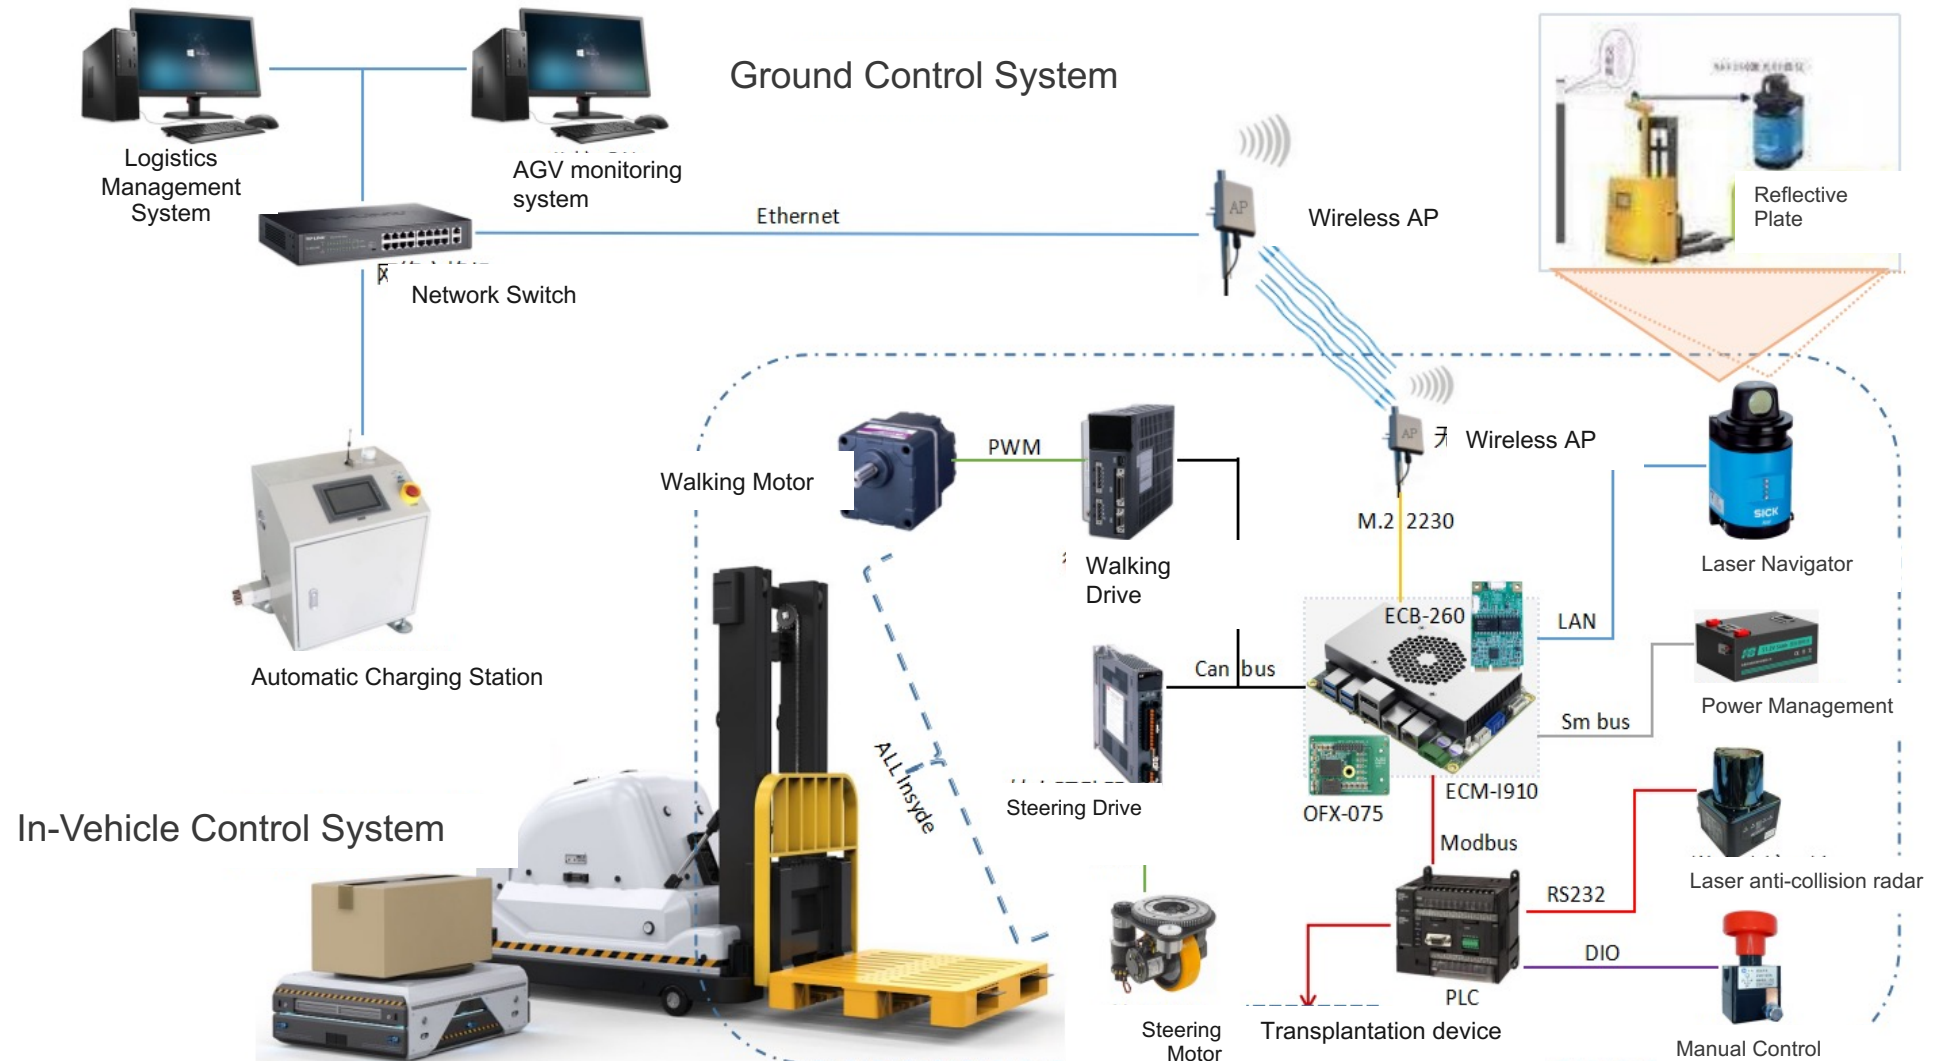 Ground Control System
Logistics
Management
System
AGV monitoring
system
Ethernet
AP
Wireless AP
Reflective
Plate
Network Switch
AP
Wireless AP
PWM
Walking Motor
M.2 2230
SICK
Laser Navigator
Walking
Drive
ECB-260
LAN
Automatic Charging Station
Can bus
Power Management
Sm bus
ALL Insyde
Steering Drive
OFX-075
ECM-I910
In-Vehicle Control System
Modbus
Laser anti-collision radar
RS232
DIO
PLC
Steering
Motor
Transplantation device
Manual Control